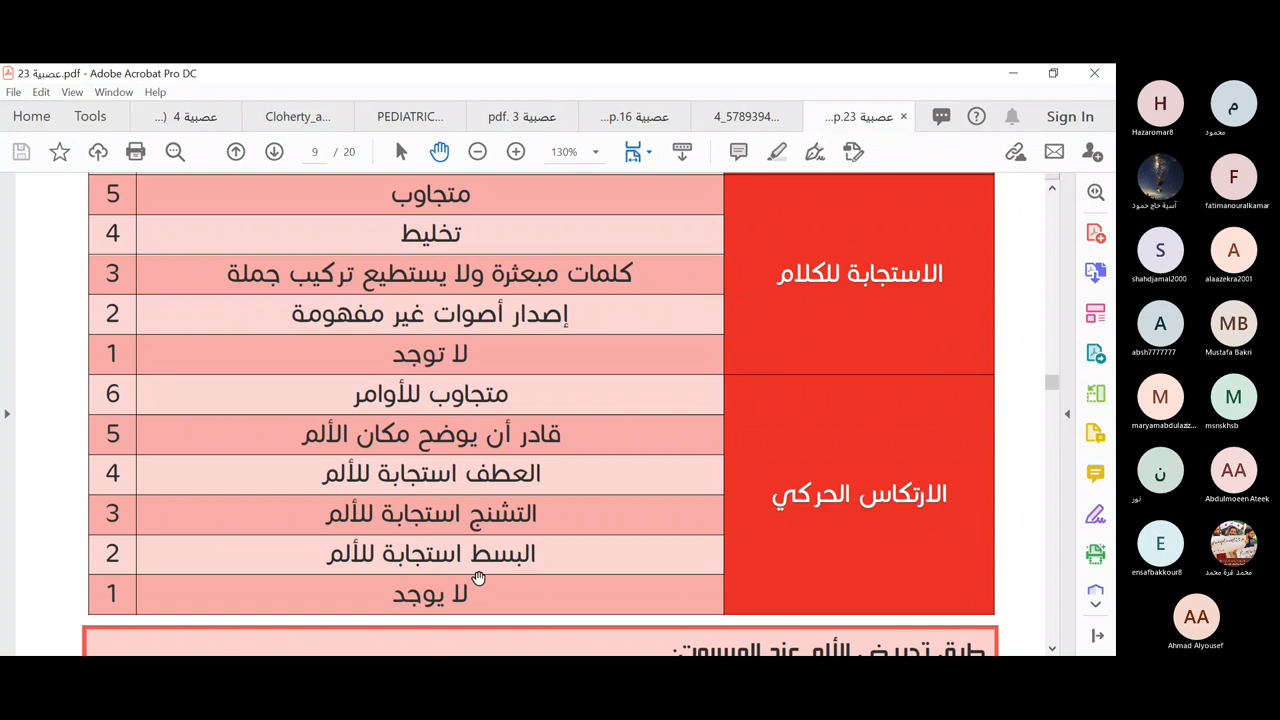 عصبية 23.pdf - Adobe Acrobat Pro DC
File Edit View Window Help
Home Tools عصبية 4 (... Cloherty_a... PEDIATRIC... عصبية 3 .pdf عصبية 16.p... 4_5789394... عصبية 23.p... × Sign In
9 / 20 130%
5 متجاوب
4 تخليط
3 كلمات مبعثرة ولا يستطيع تركيب جملة
2 إصدار أصوات غير مفهومة
1 لا توجد
الاستجابة للكلام
6 متجاوب للأوامر
5 قادر أن يوضح مكان الألم
4 العطف استجابة للألم
3 التشنج استجابة للألم
2 البسط استجابة للألم
1 لا يوجد
الارتكاس الحركي
H
Hazaromar8
م
محمود
آسية حاج حمود
F
fatimanouralkamar
S
shahdjamal2000
A
alaazekra2001
A
absh7777777
MB
Mustafa Bakri
M
maryamabdulaziz...
M
msnskhsb
ن
نور
AA
Abdulmoeen Ateek
E
ensafbakkour8
محمد قرة محمد
AA
Ahmad Alyousef